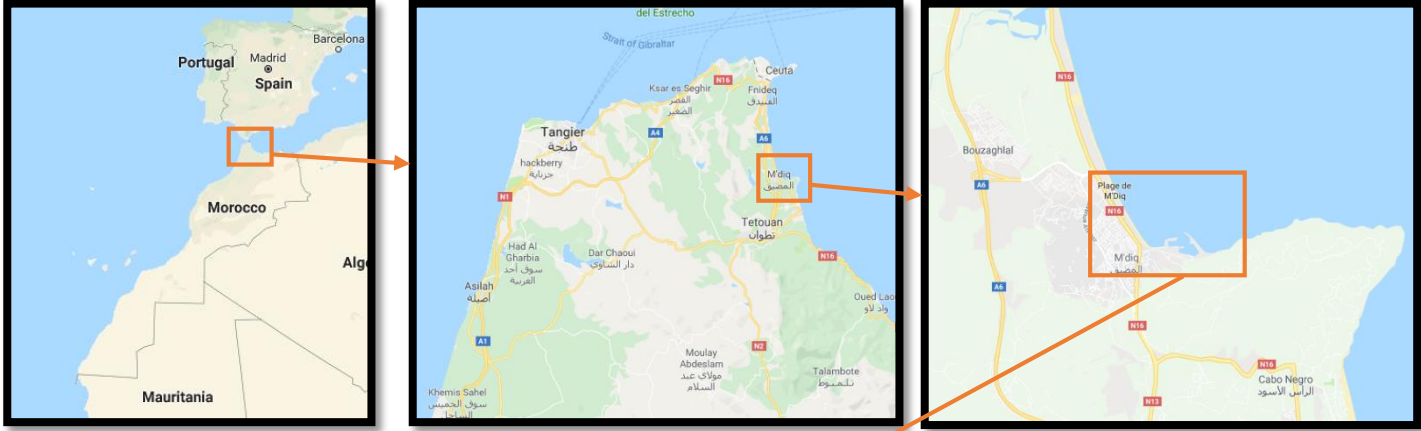 Barcelona
Portugal
Madrid
Spain
Morocco
Alge
Mauritania
del Estrecho
Strait of Gibraltar
Ceuta
N16
Ksar es Seghir
القصر
الصغير
Fnideq
الفنيدق
Tangier
طنجة
A4
A6
hackberry
جزناية
M'diq
المضيق
N1
Tetouan
تطوان
Had Al
Gharbia
سوق أحد
الغربية
Dar Chaoui
دار الشاوي
N16
Asilah
أصيلة
Oued Lao
واد لاو
A1
N2
Moulay
Abdeslam
مولاي عبد
السلام
Talambote
تلمبوط
Khemis Sahel
سوق الخميس
الساحل
N16
Bouzaghlal
A6
Plage de
M'Diq
N16
M'diq
المضيق
A6
N16
N16
Cabo Negro
الرأس الأسود
N13